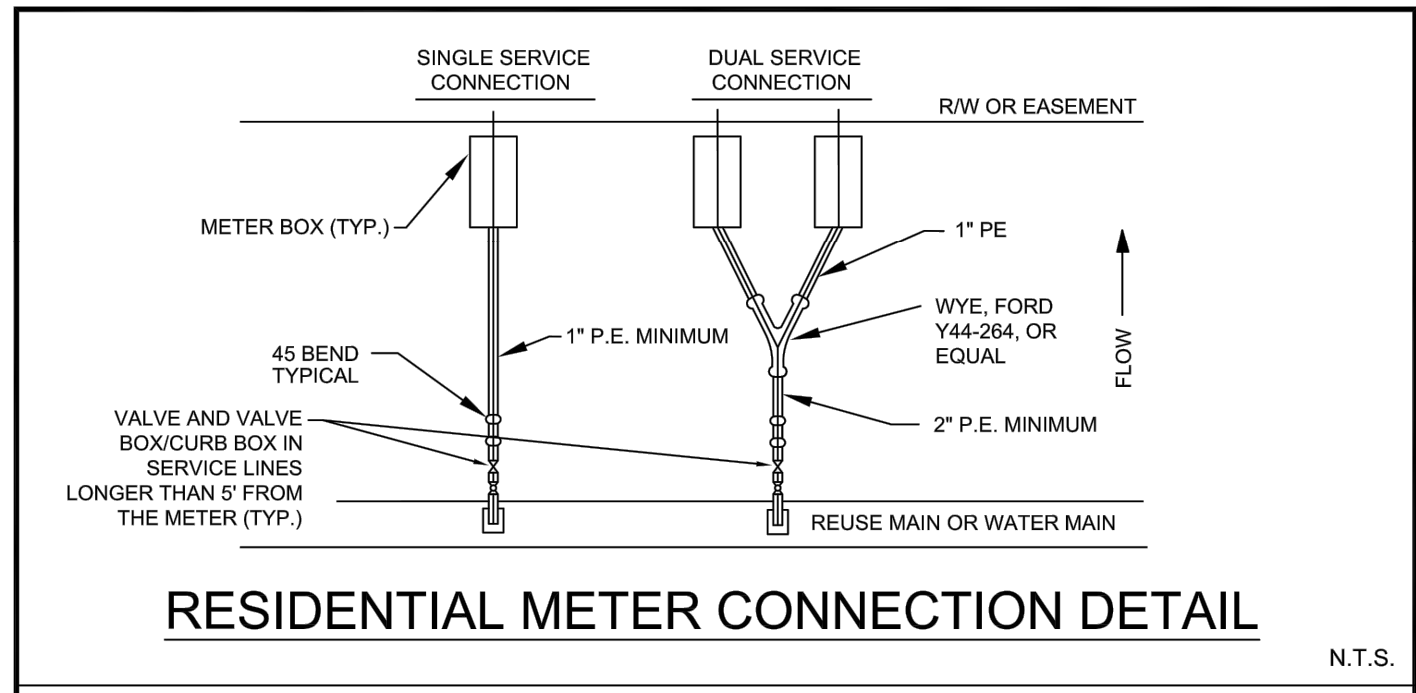 SINGLE SERVICE
CONNECTION
DUAL SERVICE
CONNECTION
R/W OR EASEMENT
METER BOX (TYP.)
1" PE
1" P.E. MINIMUM
WYE, FORD
Y44-264, OR
EQUAL
FLOW
45 BEND
TYPICAL
VALVE AND VALVE
BOX/CURB BOX IN
SERVICE LINES
LONGER THAN 5' FROM
THE METER (TYP.)
2" P.E. MINIMUM
REUSE MAIN OR WATER MAIN
RESIDENTIAL METER CONNECTION DETAIL
N.T.S.